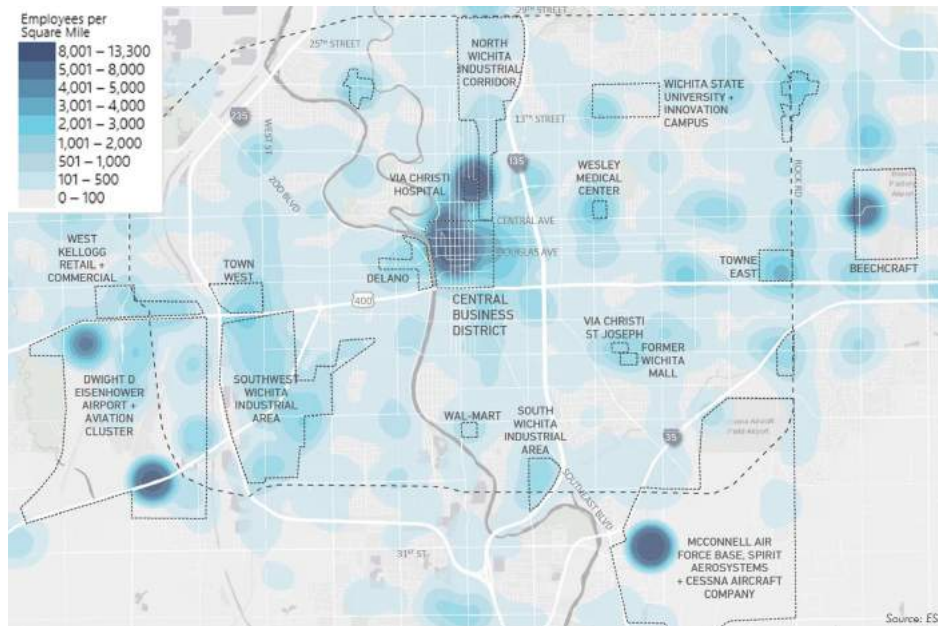 Employees per
Square Mile
8,001 – 13,300
5,001 – 8,000
4,001 – 5,000
3,001 – 4,000
2,001 – 3,000
1,001 – 2,000
501 – 1,000
101 – 500
0 – 100
29TH STREET
25TH STREET
NORTH
WICHITA
INDUSTRIAL
CORRIDOR
WICHITA STATE
UNIVERSITY +
INNOVATION
CAMPUS
235
WEST ST
13TH STREET
135
ZOO BLVD
VIA CHRISTI
HOSPITAL
WESLEY
MEDICAL
CENTER
ROCK RD
CENTRAL AVE
DOUGLAS AVE
WEST
KELLOGG
RETAIL +
COMMERCIAL
TOWN
WEST
DELANO
400
CENTRAL
BUSINESS
DISTRICT
TOWNE
EAST
BEECHCRAFT
VIA CHRISTI
ST JOSEPH
FORMER
WICHITA
MALL
DWIGHT D
EISENHOWER
AIRPORT +
AVIATION
CLUSTER
SOUTHWEST
WICHITA
INDUSTRIAL
AREA
WAL-MART
SOUTH
WICHITA
INDUSTRIAL
AREA
35
SOUTHEAST BLVD
31ST ST
MCCONNELL AIR
FORCE BASE, SPIRIT
AEROSYSTEMS
+ CESSNA AIRCRAFT
COMPANY
Source: ES